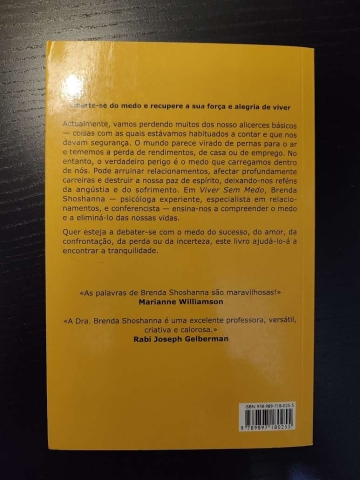 Liberte-se do medo e recupere a sua força e alegria de viver
Actualmente, vamos perdendo muitos dos nosso alicerces básicos
— coisas com as quais estávamos habituados a contar e que nos
davam segurança. O mundo parece virado de pernas para o ar
e tememos a perda de rendimentos, de casa ou de emprego. No
entanto, o verdadeiro perigo é o medo que carregamos dentro
de nós. Pode arruinar relacionamentos, afectar profundamente
carreiras e destruir a nossa paz de espírito, deixando-nos reféns
da angústia e do sofrimento. Em Viver Sem Medo, Brenda
Shoshanna — psicóloga experiente, especialista em relacio-
namentos, e conferencista — ensina-nos a compreender o medo
e a eliminá-lo das nossas vidas.
Quer esteja a debater-se com o medo do sucesso, do amor, da
confrontação, da perda ou da incerteza, este livro ajudá-lo-á a
encontrar a tranquilidade.
«As palavras de Brenda Shoshanna são maravilhosas!»
Marianne Williamson
«A Dra. Brenda Shoshanna é uma excelente professora, versátil,
criativa e calorosa.»
Rabi Joseph Gelberman